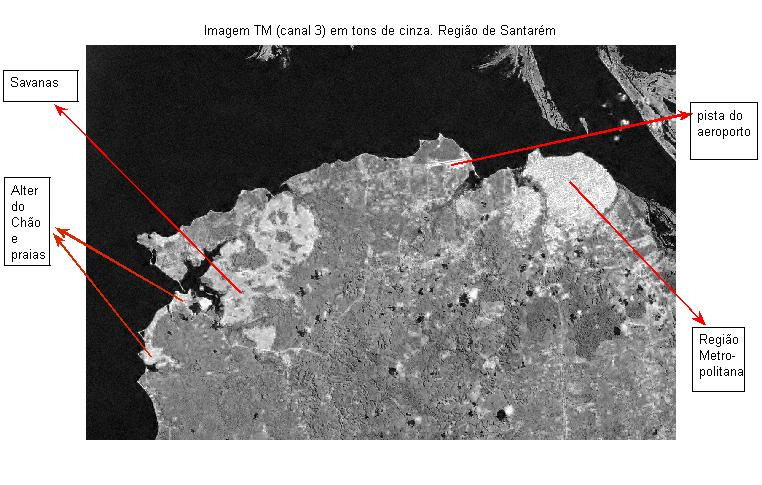 Imagem TM (canal 3) em tons de cinza. Região de Santarém
Savanas
pista do
aeroporto
Alter
do
Chão
e
praias
Região
Metro-
politana